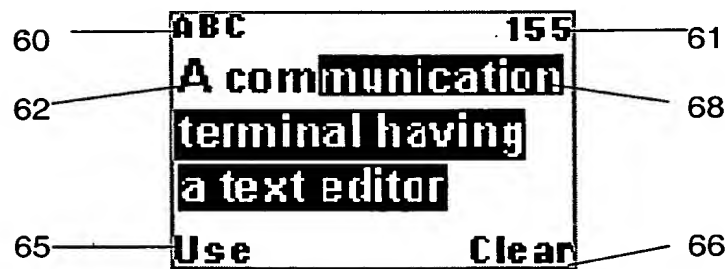 60 ABC 155 61
62 A communication 68
terminal having
a text editor
65 Use Clear 66